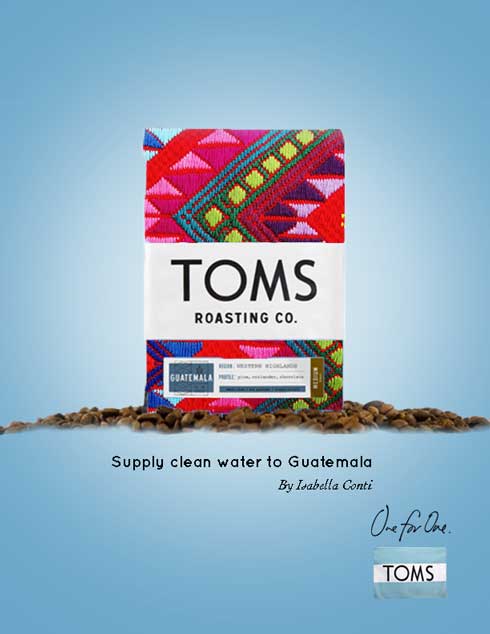 TOMS
ROASTING CO.
GUATEMALA
REGION: WESTERN HIGHLANDS
PROFILE: plum, coriander, chocolate
MEDIUM
Supply clean water to Guatemala
By Isabella Conti
One for One.
TOMS